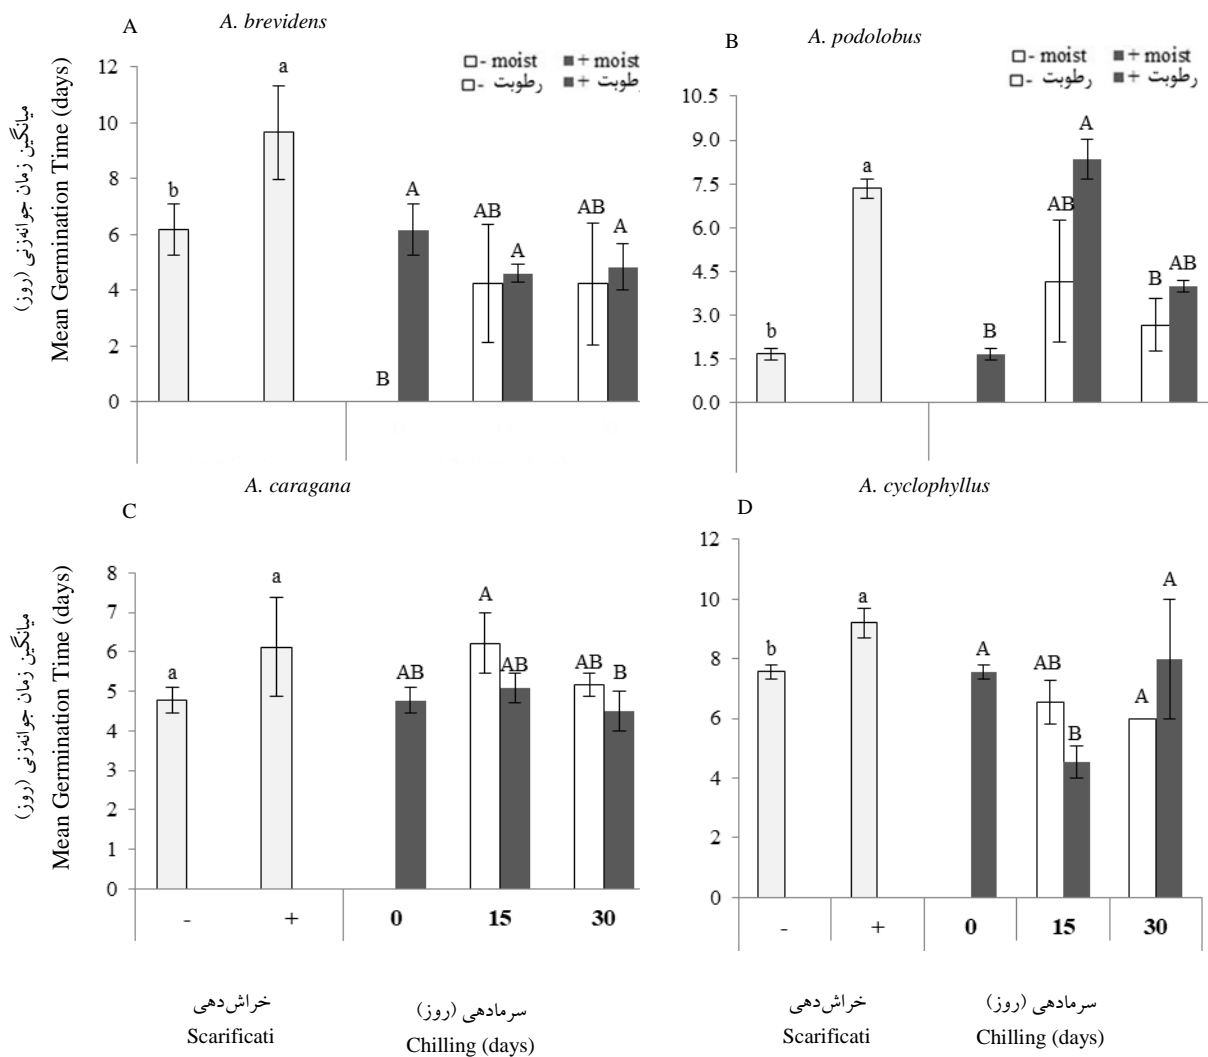 A
A. brevidens
- moist + moist
- رطوبت + رطوبت
12
10
8
6
4
2
0
b
a
B
A
AB
A
AB
A
میانگین زمان جوانه‌زنی (روز)
Mean Germination Time (days)
B
A. podolobus
- moist + moist
- رطوبت + رطوبت
10.5
9.0
7.5
6.0
4.5
3.0
1.5
0.0
b
a
B
AB
A
B
AB
C
A. caragana
8
7
6
5
4
3
2
1
0
a
a
AB
A
AB
AB
B
میانگین زمان جوانه‌زنی (روز)
Mean Germination Time (days)
- + 0 15 30
خراش‌دهی
Scarificati
سرمادهی (روز)
Chilling (days)
D
A. cyclophyllus
12
10
8
6
4
2
0
b
a
A
AB
B
A
A
- + 0 15 30
خراش‌دهی
Scarificati
سرمادهی (روز)
Chilling (days)